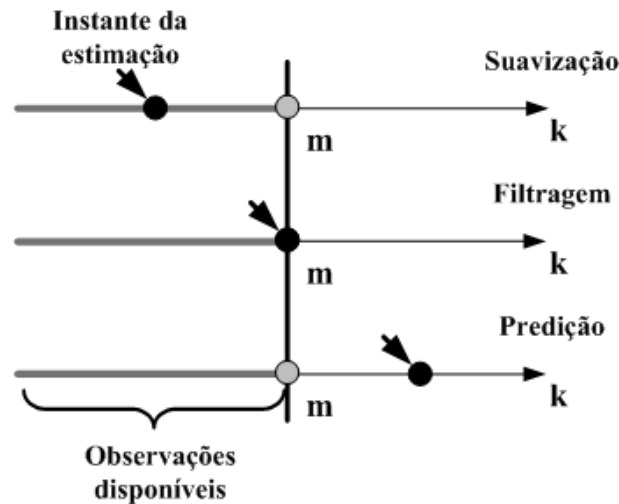 Instante da
estimação
Suavização
m
k
Filtragem
m
k
Predição
m
k
Observações
disponíveis